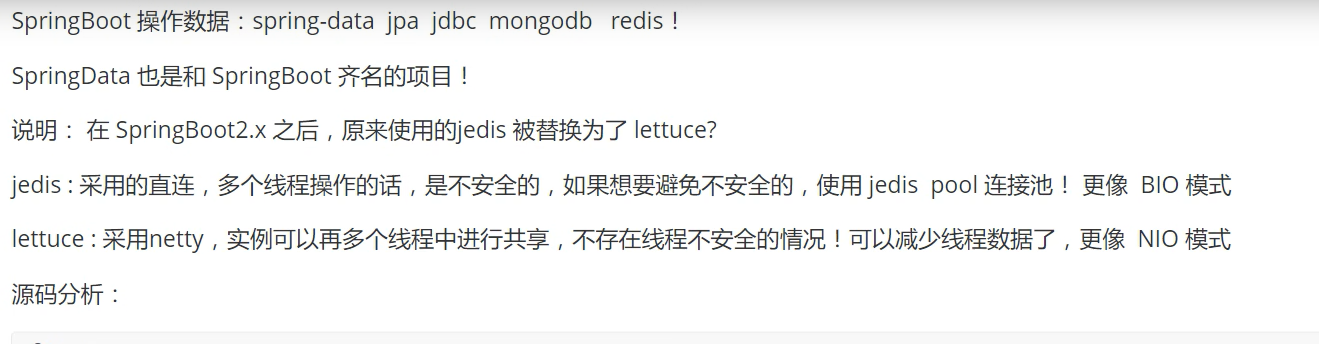 SpringBoot 操作数据：spring-data jpa jdbc mongodb redis！
SpringData 也是和 SpringBoot 齐名的项目！
说明： 在 SpringBoot2.x 之后，原来使用的jedis 被替换为了 lettuce?
jedis : 采用的直连，多个线程操作的话，是不安全的，如果想要避免不安全的，使用 jedis pool 连接池！ 更像 BIO 模式
lettuce : 采用netty，实例可以再多个线程中进行共享，不存在线程不安全的情况！可以减少线程数据了，更像 NIO 模式
源码分析：